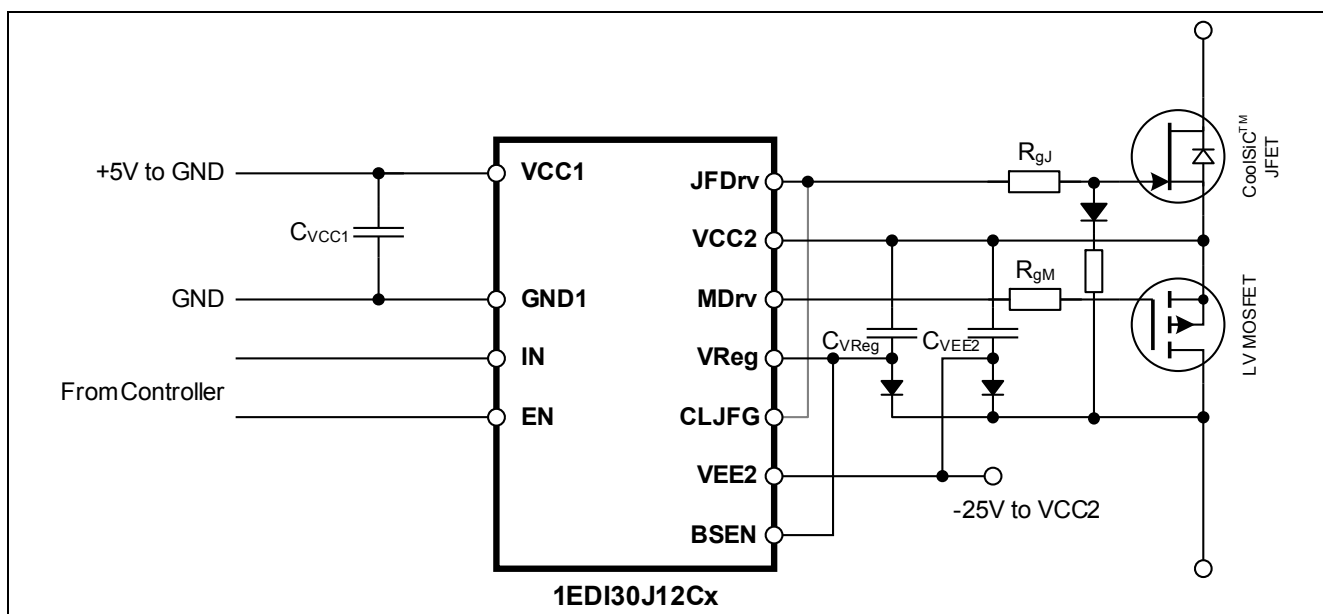 +5V to GND
CVCC1
GND
From Controller
VCC1
GND1
IN
EN
JFDrv
VCC2
MDrv
VReg
CLJFG
VEE2
BSEN
1EDI30J12Cx
RgJ
RgM
CVReg
CVEE2
-25V to VCC2
CoolSiC™
JFET
LV MOSFET